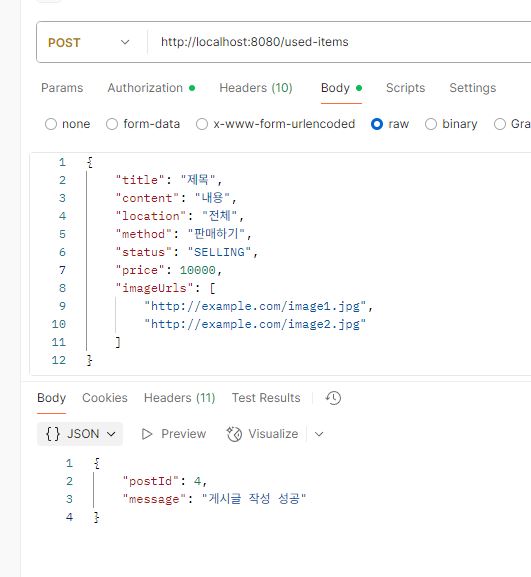 POST http://localhost:8080/used-items
Params Authorization Headers (10) Body Scripts Settings
none form-data x-www-form-urlencoded raw binary Gra
1 {
2 "title": "제목",
3 "content": "내용",
4 "location": "전체",
5 "method": "판매하기",
6 "status": "SELLING",
7 "price": 10000,
8 "imageUrls": [
9 "http://example.com/image1.jpg",
10 "http://example.com/image2.jpg"
11 ]
12 }
Body Cookies Headers (11) Test Results
{} JSON Preview Visualize
1 {
2 "postId": 4,
3 "message": "게시글 작성 성공"
4 }